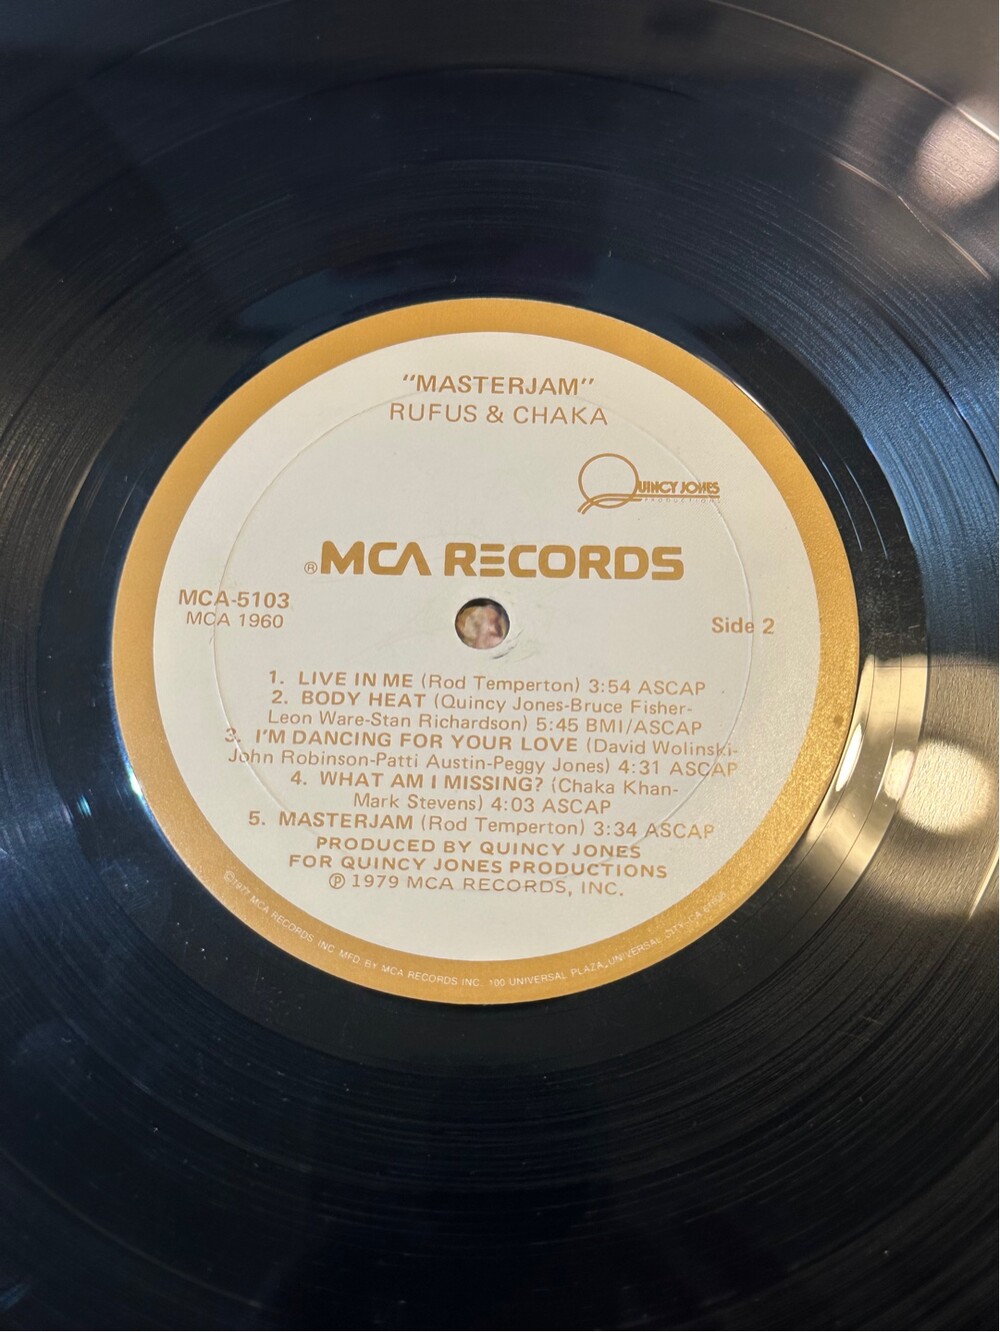 "MASTERJAM"
RUFUS & CHAKA
QUINCY JONES
PRODUCTIONS
®MCA RECORDS
MCA-5103
MCA 1960
Side 2
1. LIVE IN ME (Rod Temperton) 3:54 ASCAP
2. BODY HEAT (Quincy Jones-Bruce Fisher-
Leon Ware-Stan Richardson) 5:45 BMI/ASCAP
3. I'M DANCING FOR YOUR LOVE (David Wolinski-
John Robinson-Patti Austin-Peggy Jones) 4:31 ASCAP
4. WHAT AM I MISSING? (Chaka Khan-
Mark Stevens) 4:03 ASCAP
5. MASTERJAM (Rod Temperton) 3:34 ASCAP
PRODUCED BY QUINCY JONES
FOR QUINCY JONES PRODUCTIONS
℗ 1979 MCA RECORDS, INC.
©1977 MCA RECORDS, INC. MFD. BY MCA RECORDS INC. 100 UNIVERSAL PLAZA, UNIVERSAL CITY, CA